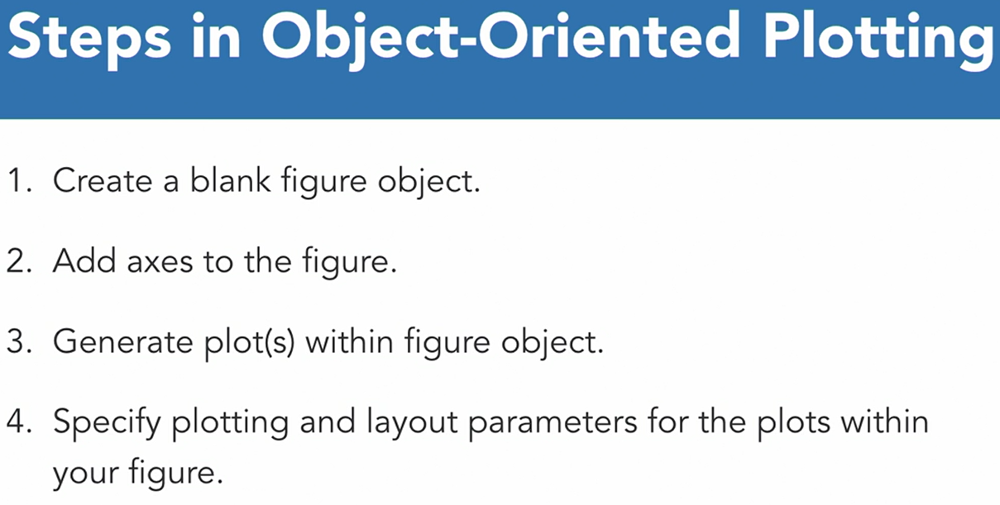 Steps in Object-Oriented Plotting
1. Create a blank figure object.
2. Add axes to the figure.
3. Generate plot(s) within figure object.
4. Specify plotting and layout parameters for the plots within
your figure.